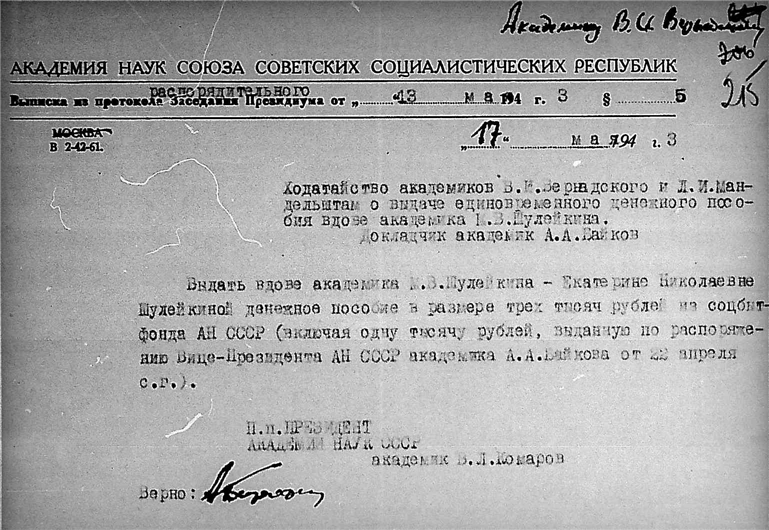 Академику В.И. Вернадскому
215
АКАДЕМИЯ НАУК СОЮЗА СОВЕТСКИХ СОЦИАЛИСТИЧЕСКИХ РЕСПУБЛИК
распорядительного
Выписка из протокола Заседания Президиума от „ 13 мая 194 г. 3 § 5
МОСКВА
В 2-42-61.
„17“ мая 194 г. 3
Ходатайство академиков В.И.Вернадского и Л.И.Ман-
дельштам о выдаче единовременного денежного посо-
бия вдове академика М.В.Шулейкина.
Докладчик академик А.А.Байков
Выдать вдове академика М.В.Шулейкина - Екатерине Николаевне
Шулейкиной денежное пособие в размере трех тысяч рублей из соцбыт-
фонда АН СССР (включая одну тысячу рублей, выданную по распоряже-
нию Вице-Президента АН СССР академика А.А.Байкова от 22 апреля
с.г.).
П.п.ПРЕЗИДЕНТ
АКАДЕМИИ НАУК СССР
академик В.Л.Комаров
Верно: